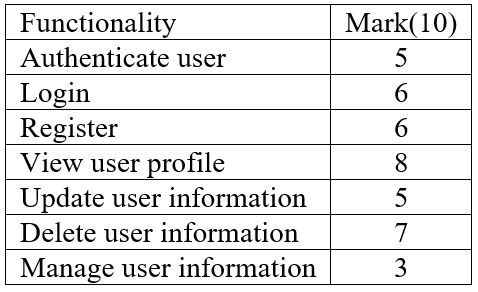 Functionality Mark(10)
Authenticate user 5
Login 6
Register 6
View user profile 8
Update user information 5
Delete user information 7
Manage user information 3